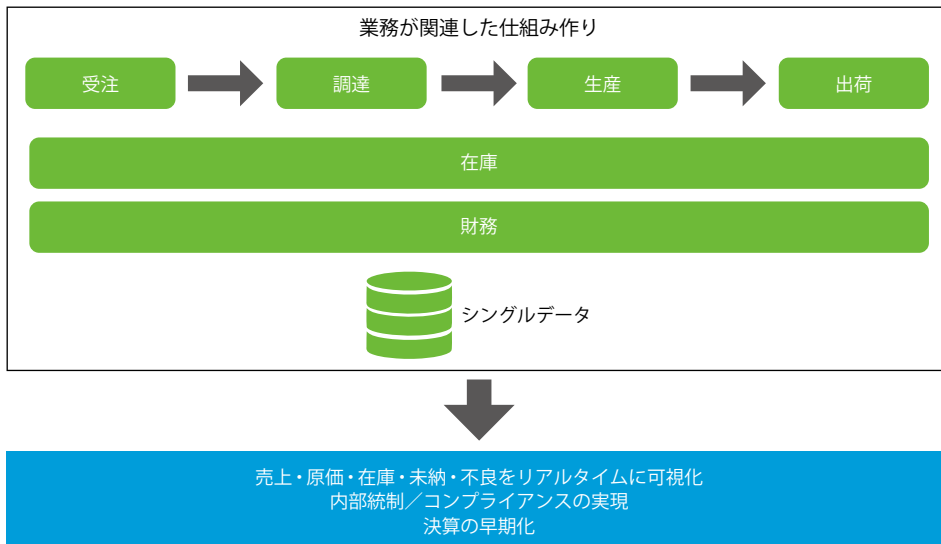 業務が関連した仕組み作り
受注
調達
生産
出荷
在庫
財務
シングルデータ
売上・原価・在庫・未納・不良をリアルタイムに可視化
内部統制／コンプライアンスの実現
決算の早期化